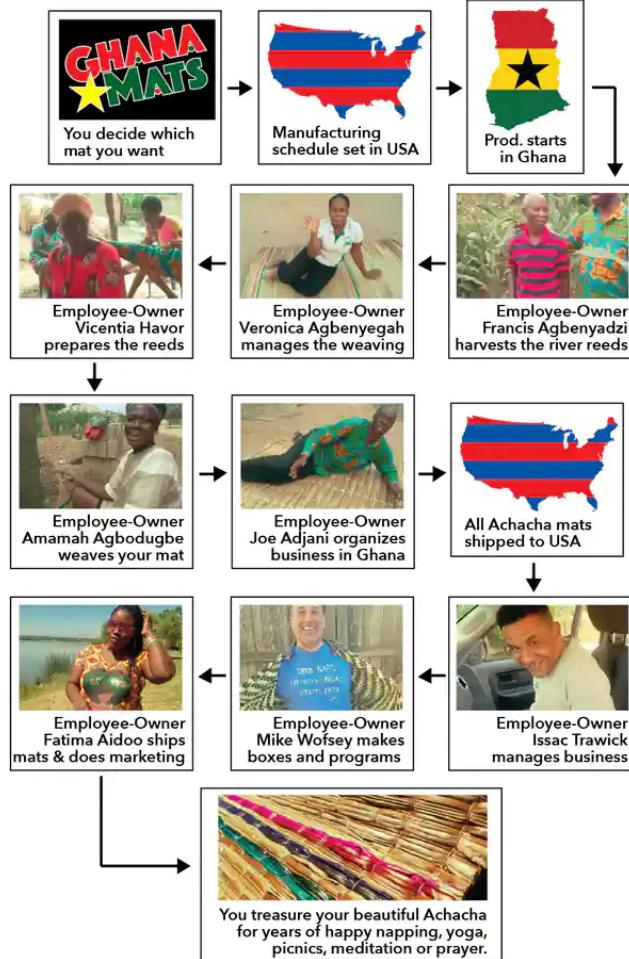 GHANA
MATS
You decide which
mat you want
Manufacturing
schedule set in USA
Prod. starts
in Ghana
Employee-Owner
Francis Agbenyadzi
harvests the river reeds
Employee-Owner
Veronica Agbenyegah
manages the weaving
Employee-Owner
Vicentia Havor
prepares the reeds
Employee-Owner
Amamah Agbodugbe
weaves your mat
Employee-Owner
Joe Adjani organizes
business in Ghana
All Achacha mats
shipped to USA
Employee-Owner
Issac Trawick
manages business
Employee-Owner
Mike Wofsey makes
boxes and programs
Employee-Owner
Fatima Aidoo ships
mats & does marketing
You treasure your beautiful Achacha
for years of happy napping, yoga,
picnics, meditation or prayer.